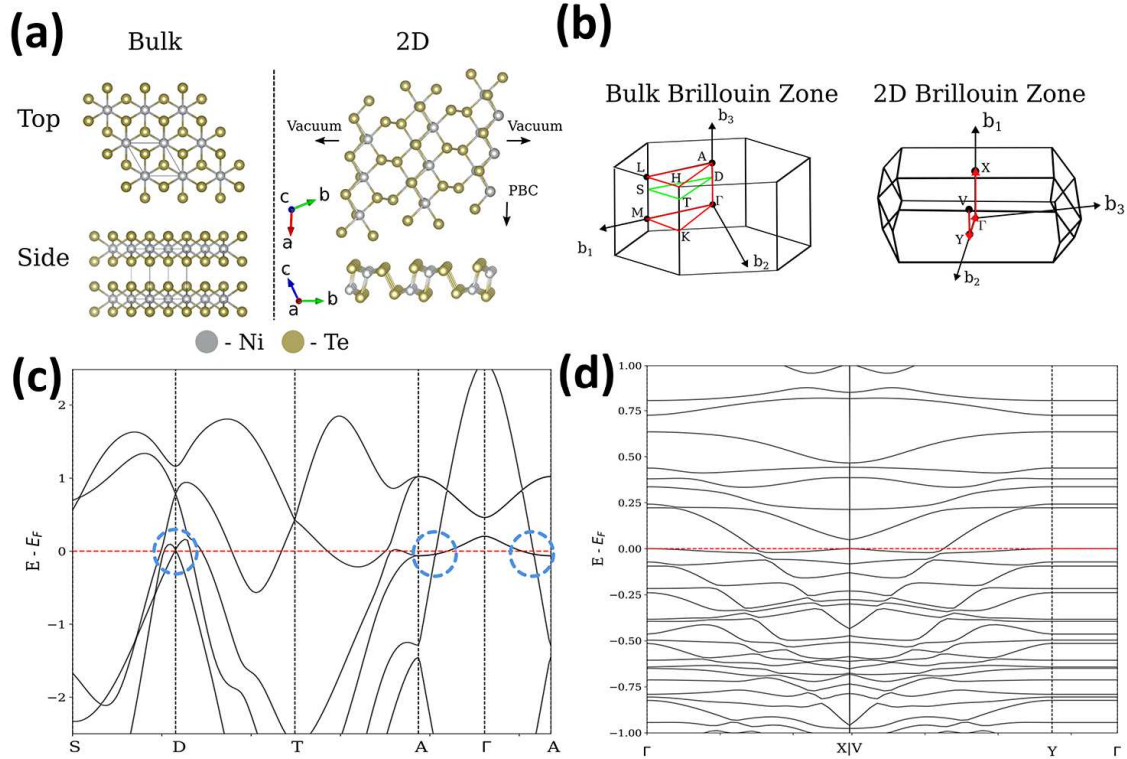 (a)
Bulk
2D
Top
Vacuum
Vacuum
PBC
c
b
a
Side
c
b
a
- Ni
- Te
(b)
Bulk Brillouin Zone
2D Brillouin Zone
b3
L
A
H
D
S
T
Γ
M
K
b1
b2
b1
X
V
Γ
b3
Y
b2
(c)
E - EF
2
1
0
−1
−2
S
D
T
A
Γ
A
(d)
E - EF
1.00
0.75
0.50
0.25
0.00
−0.25
−0.50
−0.75
−1.00
Γ
X|V
Y
Γ